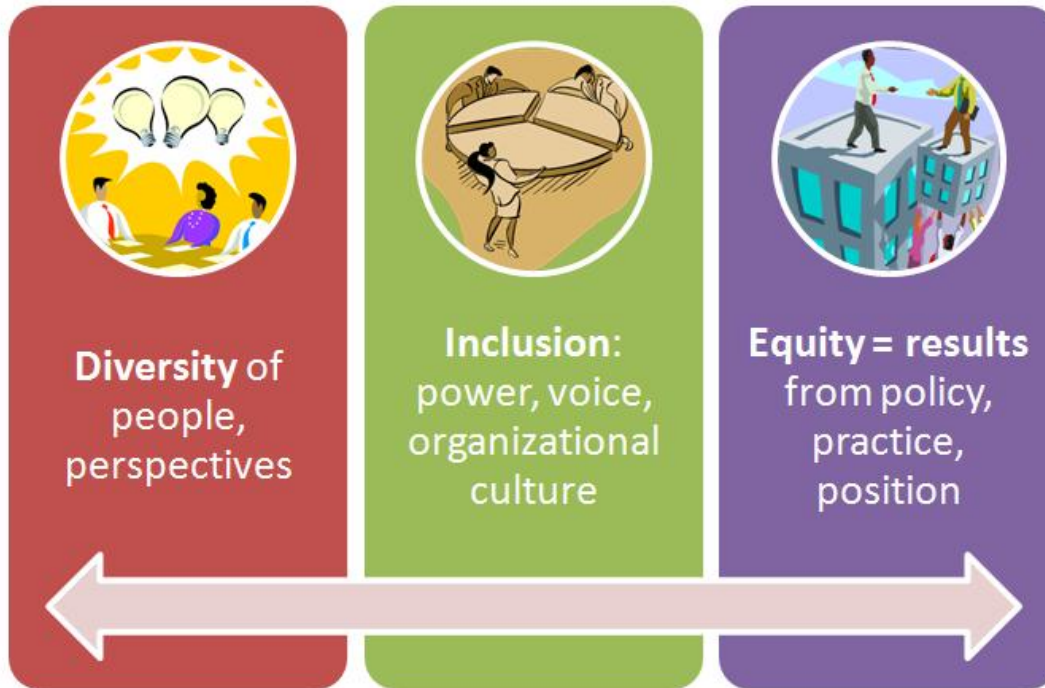 Diversity of
people,
perspectives
Inclusion:
power, voice,
organizational
culture
Equity = results
from policy,
practice,
position